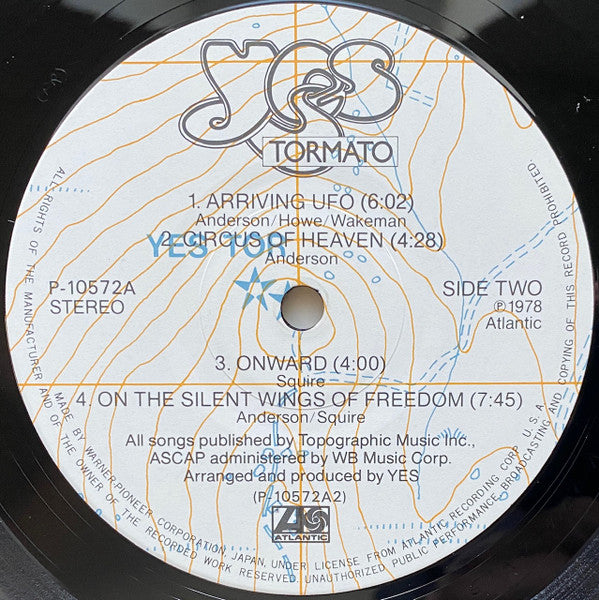 YES
TORMATO
1. ARRIVING UFO (6:02)
Anderson/Howe/Wakeman
YES TOR
2. CIRCUS OF HEAVEN (4:28)
Anderson
P-10572A
STEREO
SIDE TWO
Ⓟ1978
Atlantic
3. ONWARD (4:00)
Squire
4. ON THE SILENT WINGS OF FREEDOM (7:45)
Anderson/Squire
All songs published by Topographic Music Inc.,
ASCAP administered by WB Music Corp.
Arranged and produced by YES
(P-10572A2)
ATLANTIC
MADE BY WARNER-PIONEER CORPORATION, JAPAN, UNDER LICENSE FROM ATLANTIC RECORDING CORP. U.S.A.
ALL RIGHTS OF THE MANUFACTURER AND OF THE OWNER OF THE RECORDED WORK RESERVED. UNAUTHORIZED PUBLIC PERFORMANCE BROADCASTING AND COPYING OF THIS RECORD PROHIBITED.